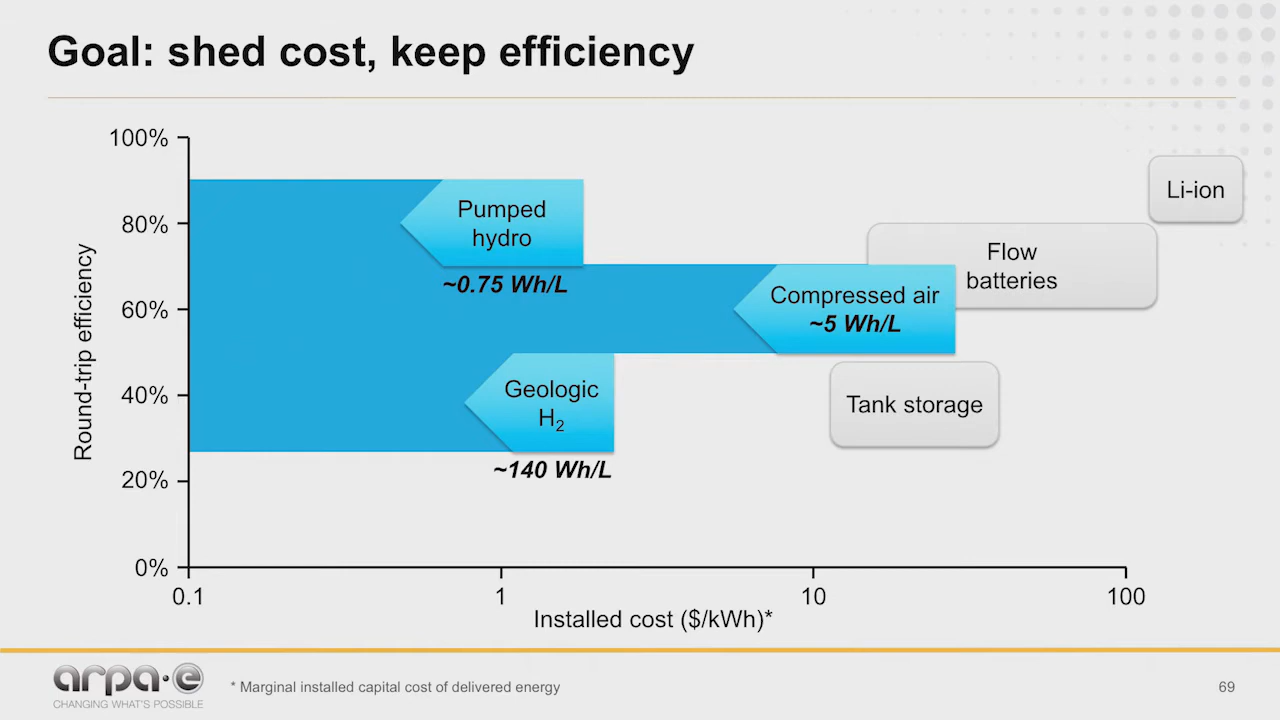 Goal: shed cost, keep efficiency
100%
80%
60%
40%
20%
0%
Round-trip efficiency
Pumped
hydro
~0.75 Wh/L
Compressed air
~5 Wh/L
Geologic
H₂
~140 Wh/L
Li-ion
Flow
batteries
Tank storage
0.1
1
10
100
Installed cost ($/kWh)*
arpa·e
CHANGING WHAT'S POSSIBLE
* Marginal installed capital cost of delivered energy
69